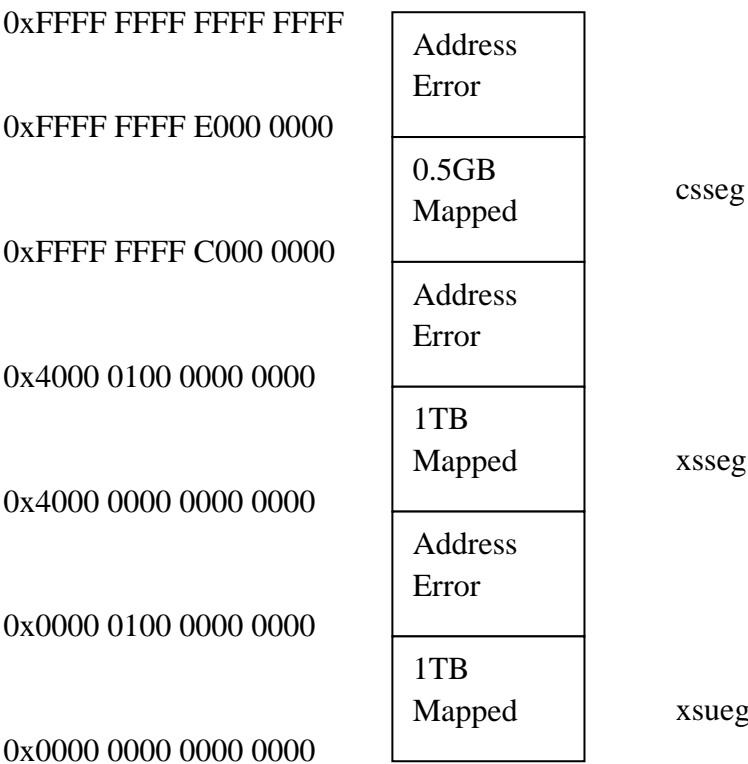 0xFFFF FFFF FFFF FFFF
Address
Error
0xFFFF FFFF E000 0000
0.5GB
Mapped
csseg
0xFFFF FFFF C000 0000
Address
Error
0x4000 0100 0000 0000
1TB
Mapped
xsseg
0x4000 0000 0000 0000
Address
Error
0x0000 0100 0000 0000
1TB
Mapped
xsueg
0x0000 0000 0000 0000